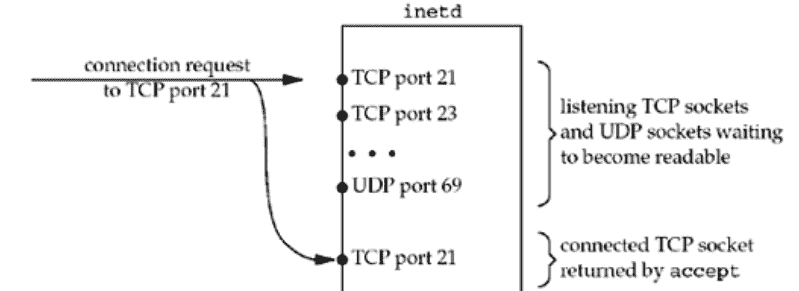 inetd
connection request
to TCP port 21
TCP port 21
TCP port 23
• • •
UDP port 69
listening TCP sockets
and UDP sockets waiting
to become readable
TCP port 21
connected TCP socket
returned by accept